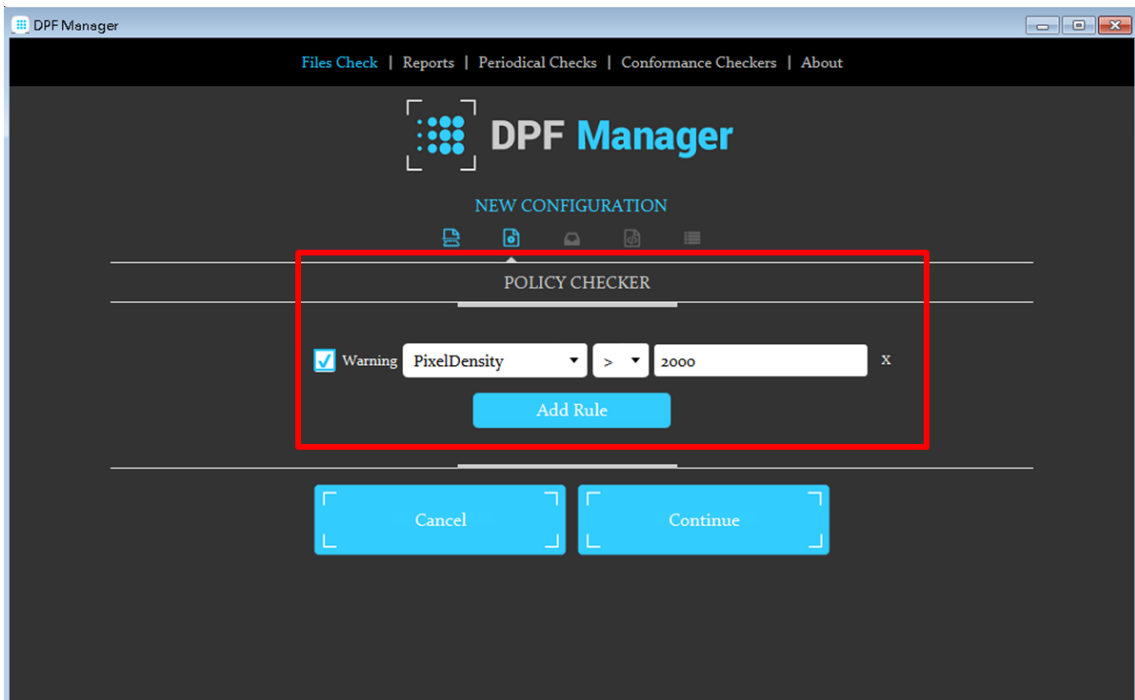 DPF Manager
Files Check | Reports | Periodical Checks | Conformance Checkers | About
DPF Manager
NEW CONFIGURATION
POLICY CHECKER
Warning PixelDensity > 2000 x
Add Rule
Cancel Continue